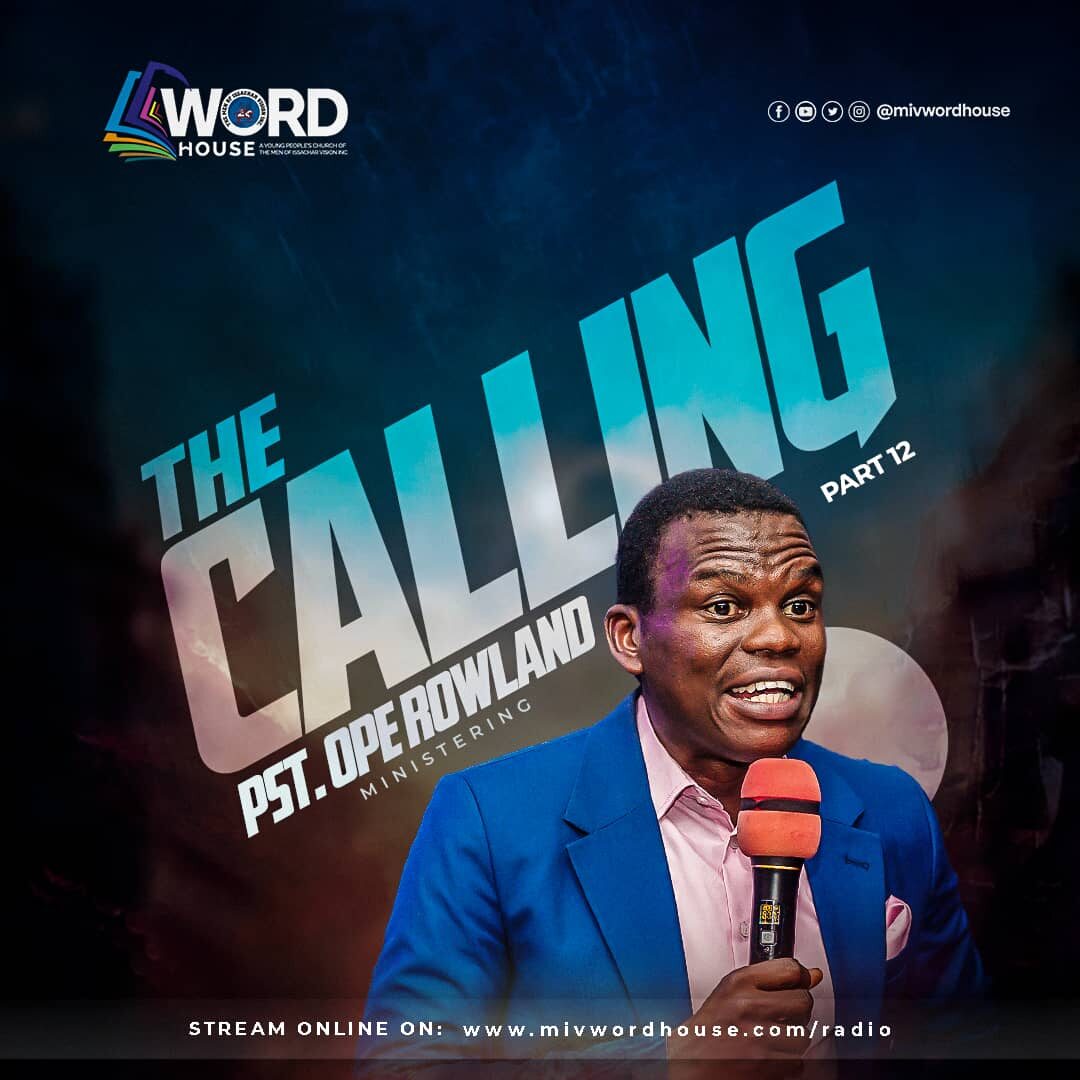 WORD
HOUSE
A YOUNG PEOPLE'S CHURCH OF
THE MEN OF ISSACHAR VISION INC
@mivwordhouse
THE
CALLING
PART 12
PST. OPE ROWLAND
MINISTERING
STREAM ONLINE ON: www.mivwordhouse.com/radio